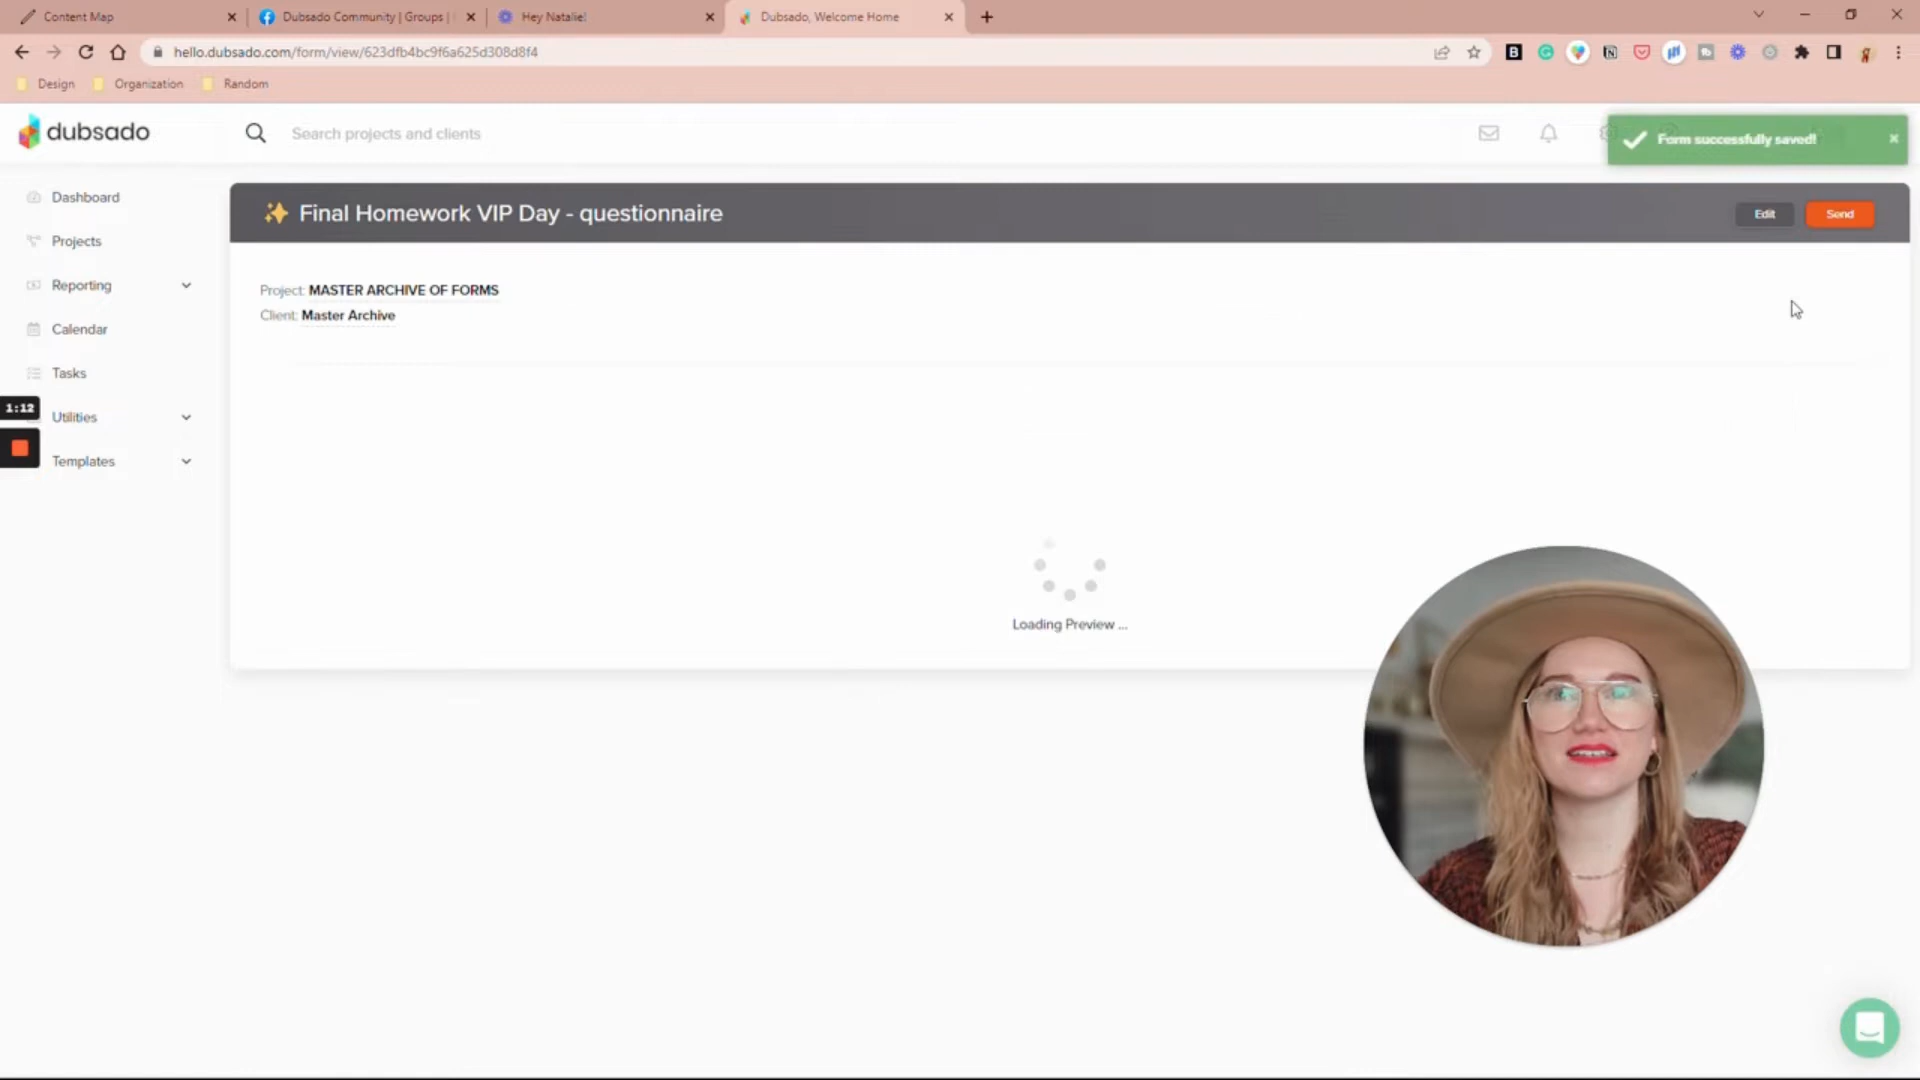 Content Map
Dubsado Community | Groups |
Hey Natalie!
Dubsado, Welcome Home
hello.dubsado.com/form/view/623dfb4bc9f6a625d308d8f4
Design
Organization
Random
dubsado
Search projects and clients
Form successfully saved!
Dashboard
Projects
Reporting
Calendar
Tasks
1:12
Utilities
Templates
✨ Final Homework VIP Day - questionnaire
Edit
Send
Project: MASTER ARCHIVE OF FORMS
Client: Master Archive
Loading Preview ...